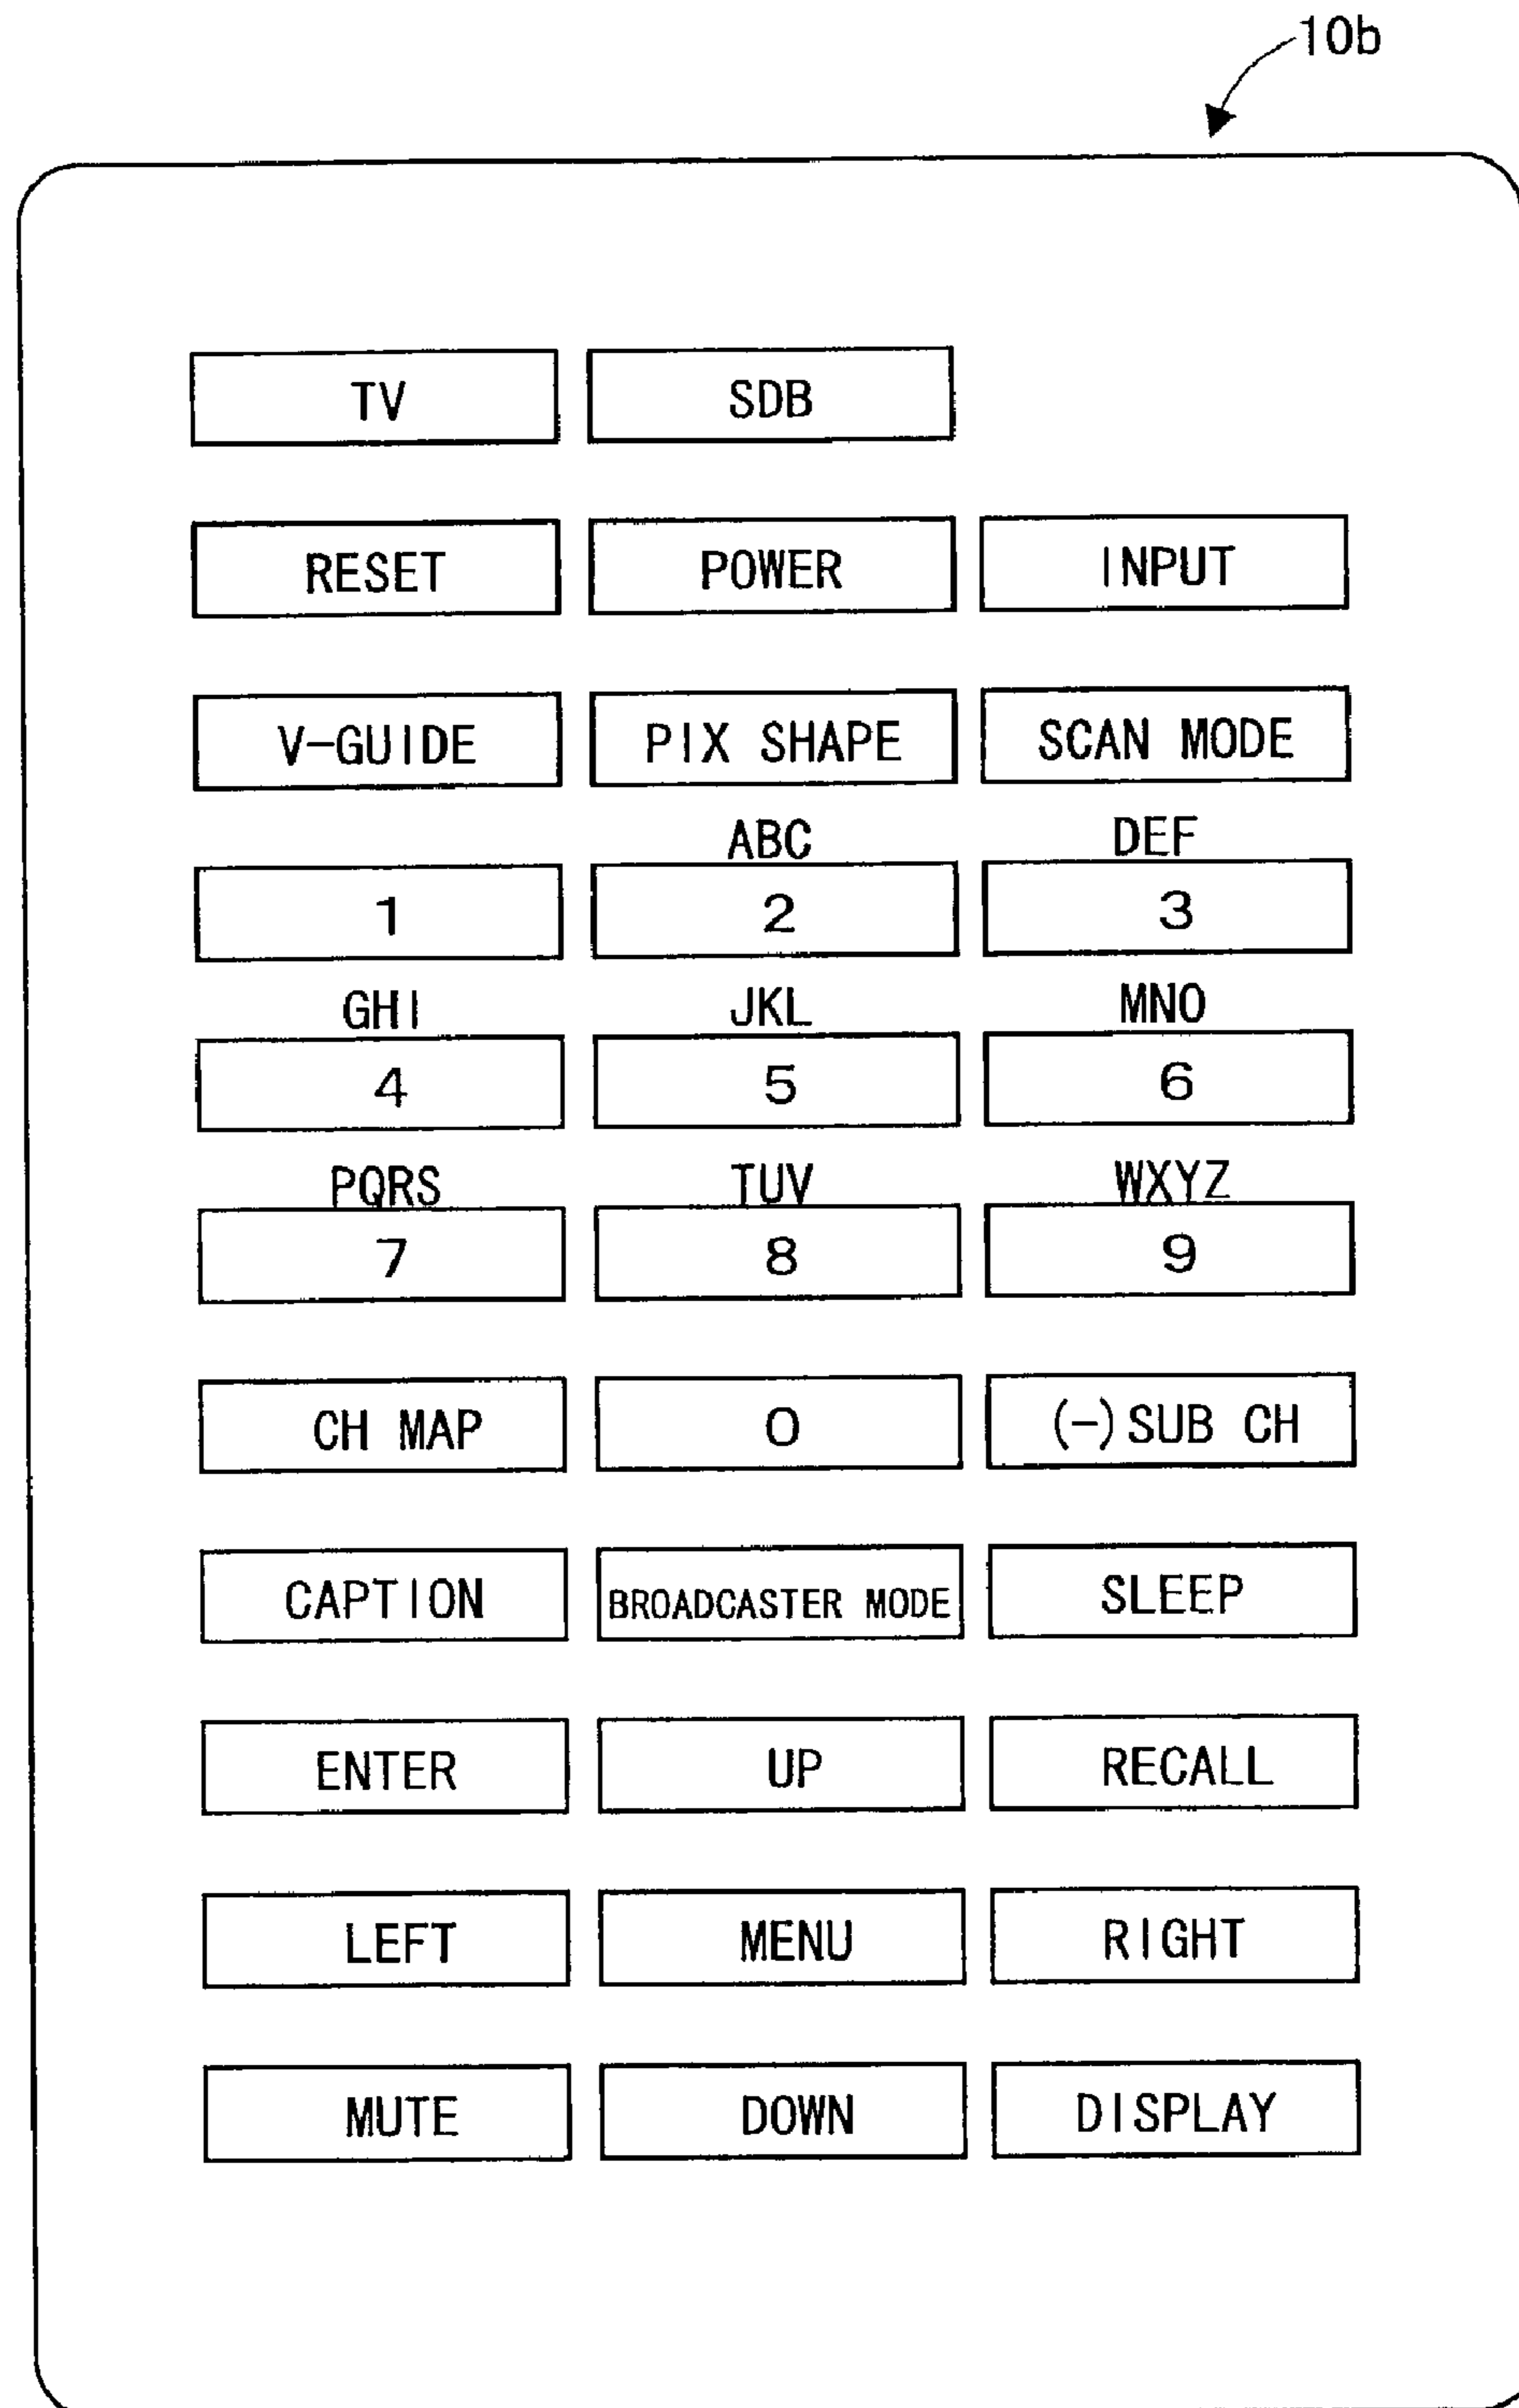 10b
TV SDB
RESET POWER INPUT
V-GUIDE PIX SHAPE SCAN MODE
ABC DEF
1 2 3
GHI JKL MNO
4 5 6
PQRS TUV WXYZ
7 8 9
CH MAP 0 (-)SUB CH
CAPTION BROADCASTER MODE SLEEP
ENTER UP RECALL
LEFT MENU RIGHT
MUTE DOWN DISPLAY